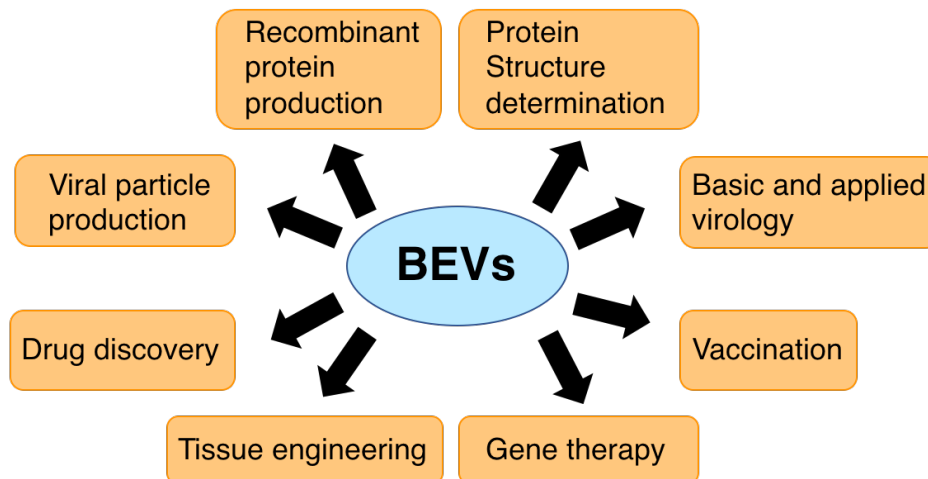 Recombinant
protein
production
Protein
Structure
determination
Viral particle
production
Basic and applied
virology
BEVs
Drug discovery
Vaccination
Tissue engineering
Gene therapy